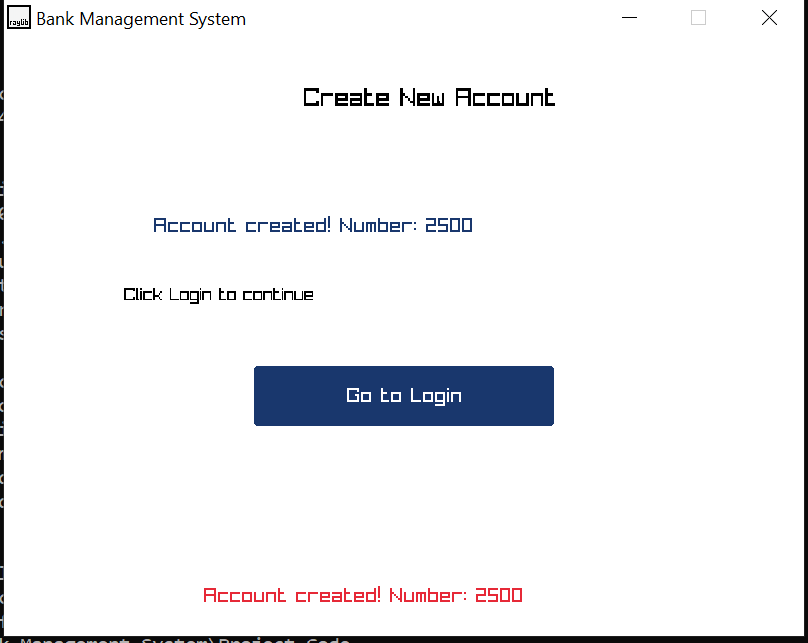 raylib Bank Management System
Create New Account
Account created! Number: 2500
Click Login to continue
Go to Login
Account created! Number: 2500